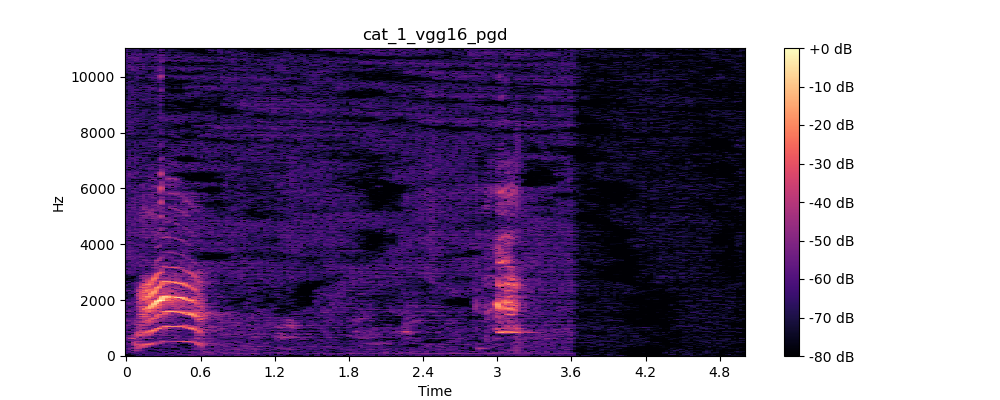 cat_1_vgg16_pgd
Hz
10000
8000
6000
4000
2000
0
0 0.6 1.2 1.8 2.4 3 3.6 4.2 4.8
Time
+0 dB
-10 dB
-20 dB
-30 dB
-40 dB
-50 dB
-60 dB
-70 dB
-80 dB